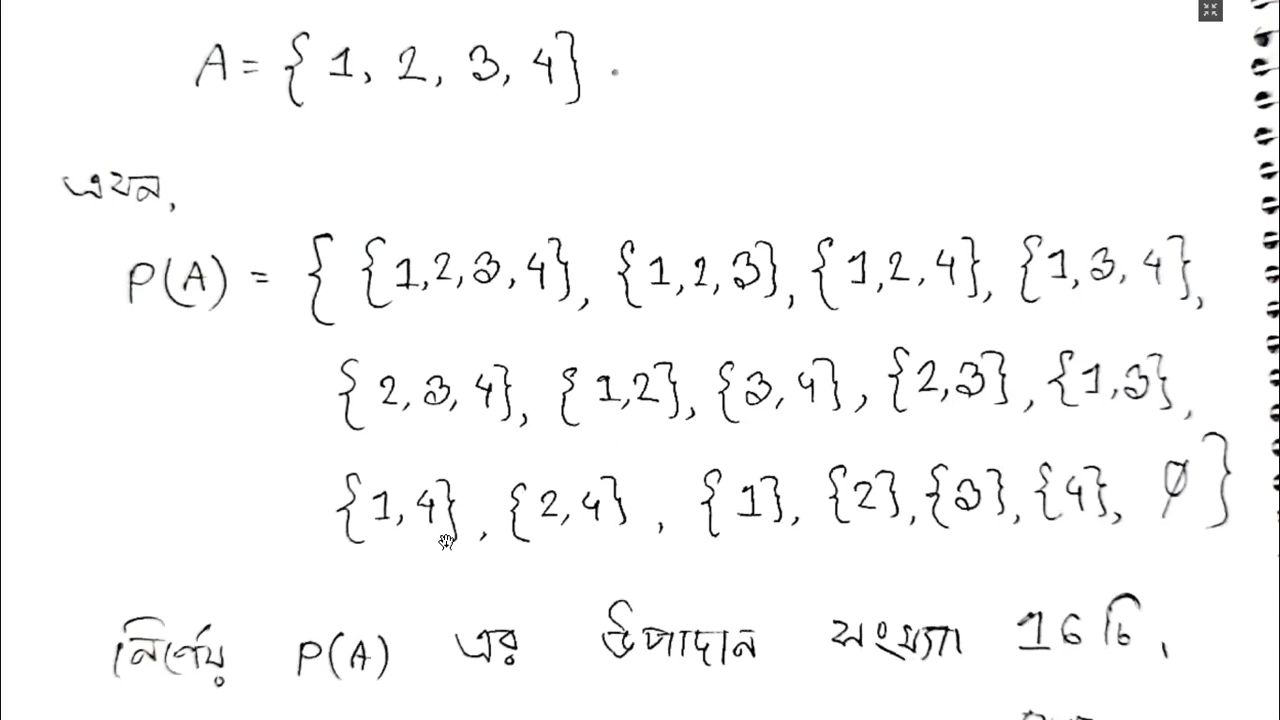 A = { 1, 2, 3, 4 } .
এখন,
P(A) = { {1,2,3,4}, {1,2,3}, {1,2,4}, {1,3,4},
{2,3,4}, {1,2}, {3,4}, {2,3}, {1,3},
{1,4}, {2,4}, {1}, {2}, {3}, {4}, ∅ }
নির্ণেয় P(A) এর উপাদান সংখ্যা 16 টি,